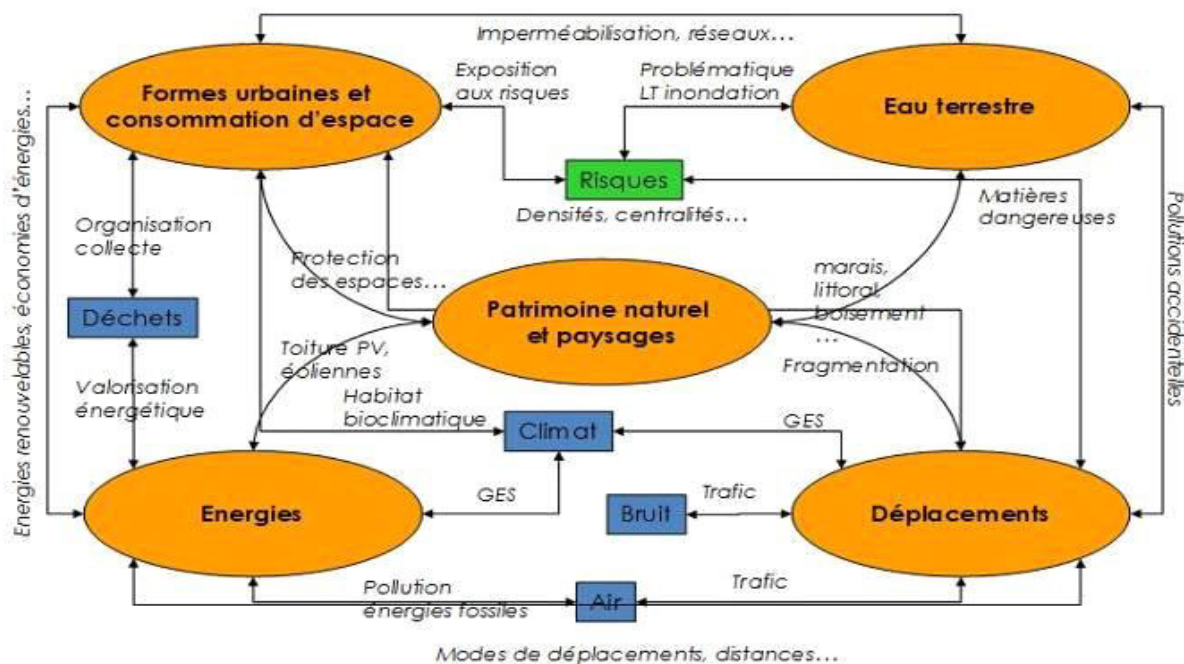 Imperméabilisation, réseaux...
Formes urbaines et
consommation d'espace
Exposition
aux risques
Problématique
LT inondation
Eau terrestre
Risques
Densités, centralités...
Matières
dangereuses
Energies renouvelables, économies d'énergies...
Pollutions accidentelles
Organisation
collecte
Protection
des espaces...
marais,
littoral,
boisement
...
Déchets
Patrimoine naturel
et paysages
Toiture PV,
éoliennes
Fragmentation
Valorisation
énergétique
Habitat
bioclimatique
Climat
GES
GES
Energies
Bruit
Trafic
Déplacements
Pollution
énergies fossiles
Air
Trafic
Modes de déplacements, distances...